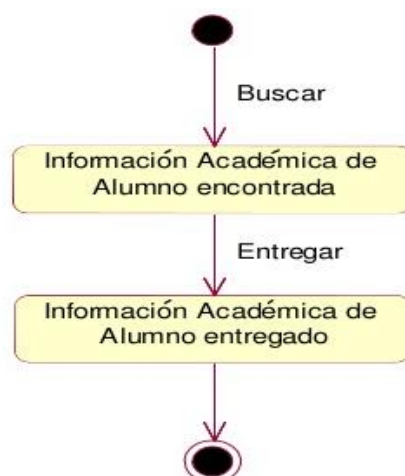 Buscar
Información Académica de
Alumno encontrada
Entregar
Información Académica de
Alumno entregado